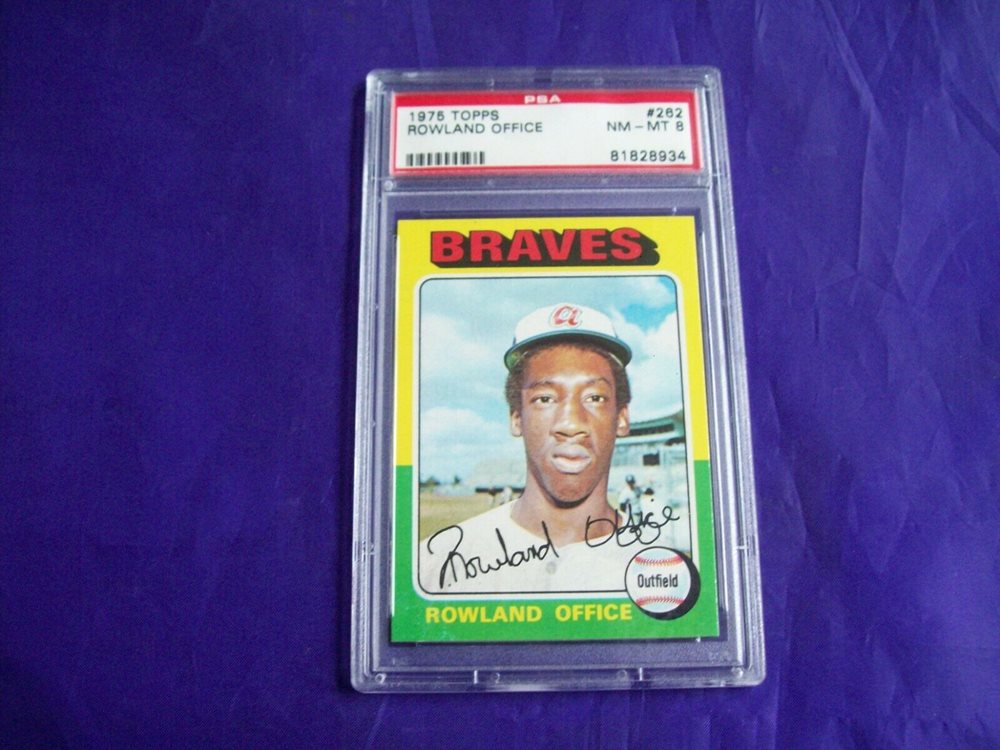 PSA
1975 TOPPS #262
ROWLAND OFFICE NM-MT 8
81828934
BRAVES
a
Rowland Office
Outfield
ROWLAND OFFICE